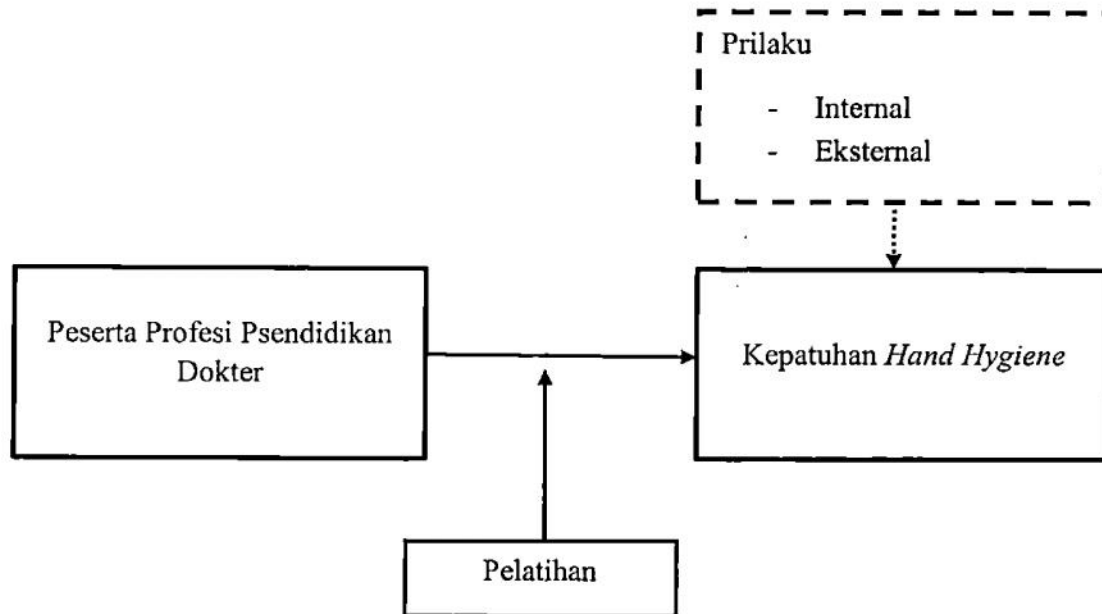 Prilaku
- Internal
- Eksternal
Peserta Profesi Psendidikan
Dokter
Kepatuhan Hand Hygiene
Pelatihan